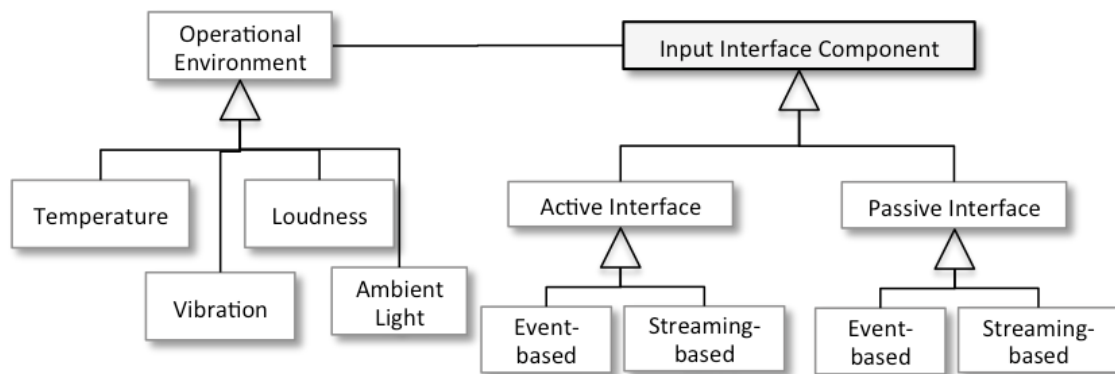 Operational
Environment
Input Interface Component
Temperature
Loudness
Vibration
Ambient
Light
Active Interface
Passive Interface
Event-
based
Streaming-
based
Event-
based
Streaming-
based